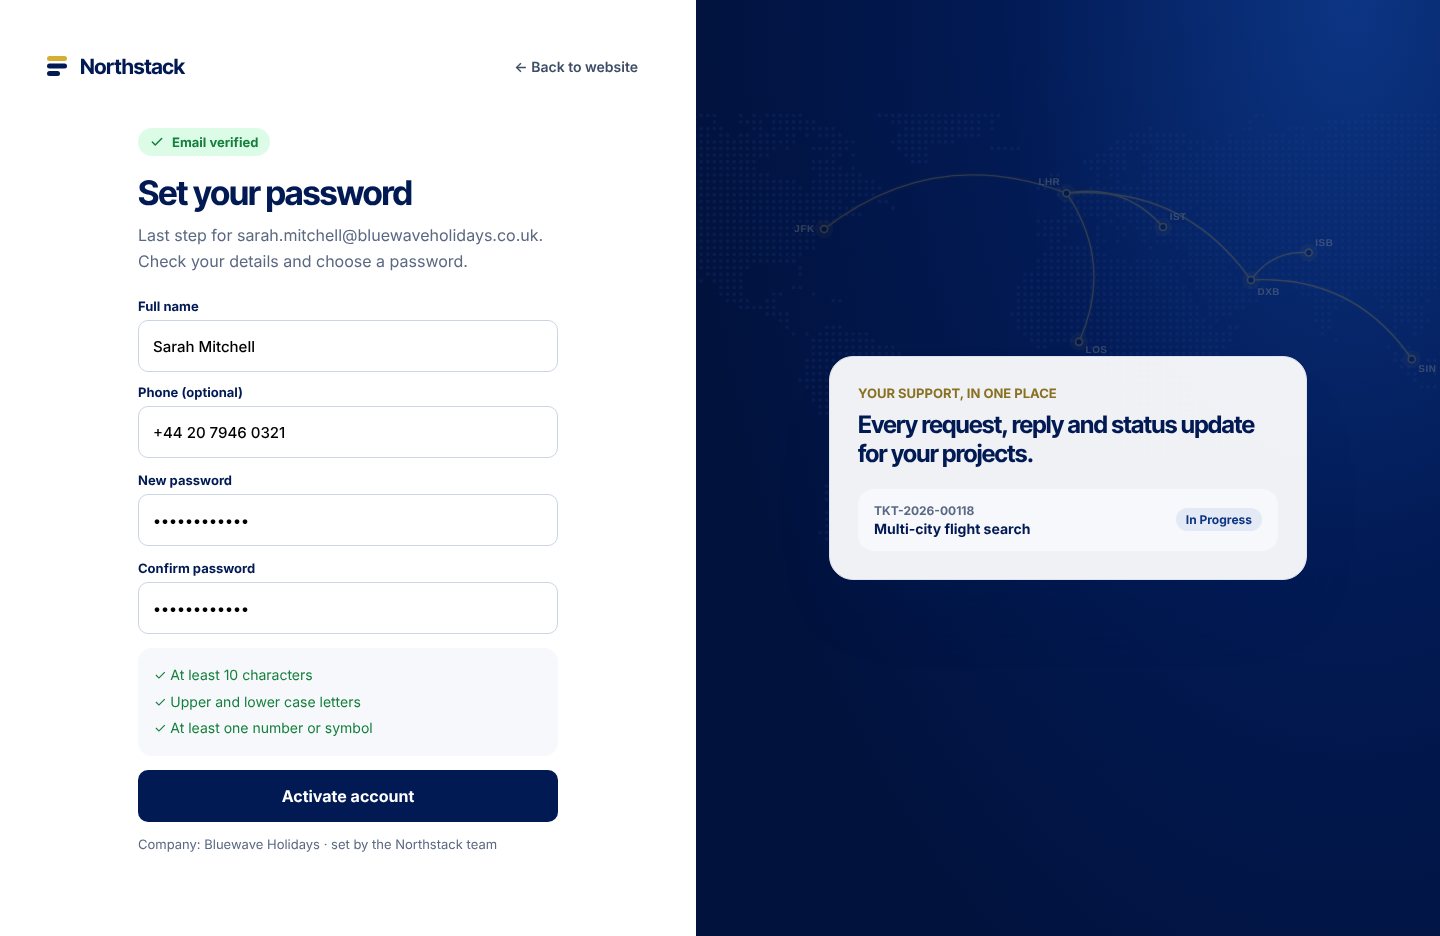 Northstack
← Back to website
✓ Email verified
Set your password
Last step for sarah.mitchell@bluewaveholidays.co.uk.
Check your details and choose a password.
Full name
Sarah Mitchell
Phone (optional)
+44 20 7946 0321
New password
••••••••••••
Confirm password
••••••••••••
✓ At least 10 characters
✓ Upper and lower case letters
✓ At least one number or symbol
Activate account
Company: Bluewave Holidays · set by the Northstack team
LHR
JFK
IST
ISB
DXB
LOS
SIN
YOUR SUPPORT, IN ONE PLACE
Every request, reply and status update
for your projects.
TKT-2026-00118
Multi-city flight search
In Progress